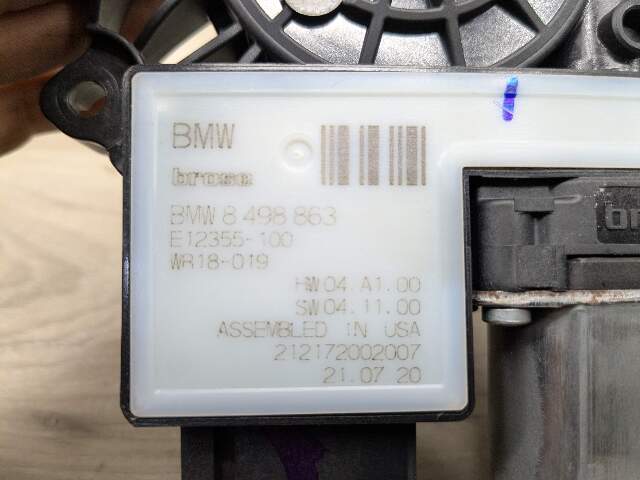 BMW
brose
BMW 8 498 863
E12355-100
WR18-019
HW04.A1.00
SW04.11.00
ASSEMBLED IN USA
212172002007
21.07.20